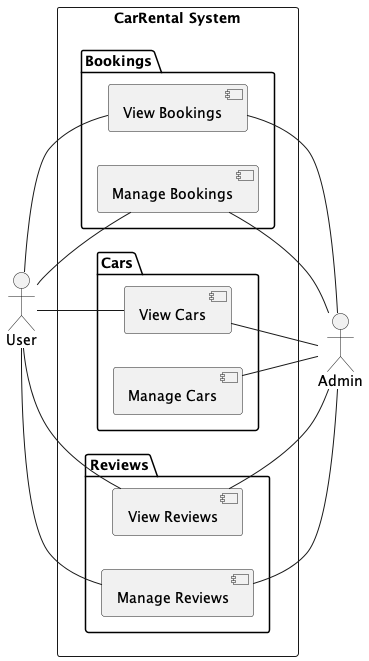 CarRental System
Bookings
View Bookings
Manage Bookings
Cars
View Cars
User
Manage Cars
Admin
Reviews
View Reviews
Manage Reviews